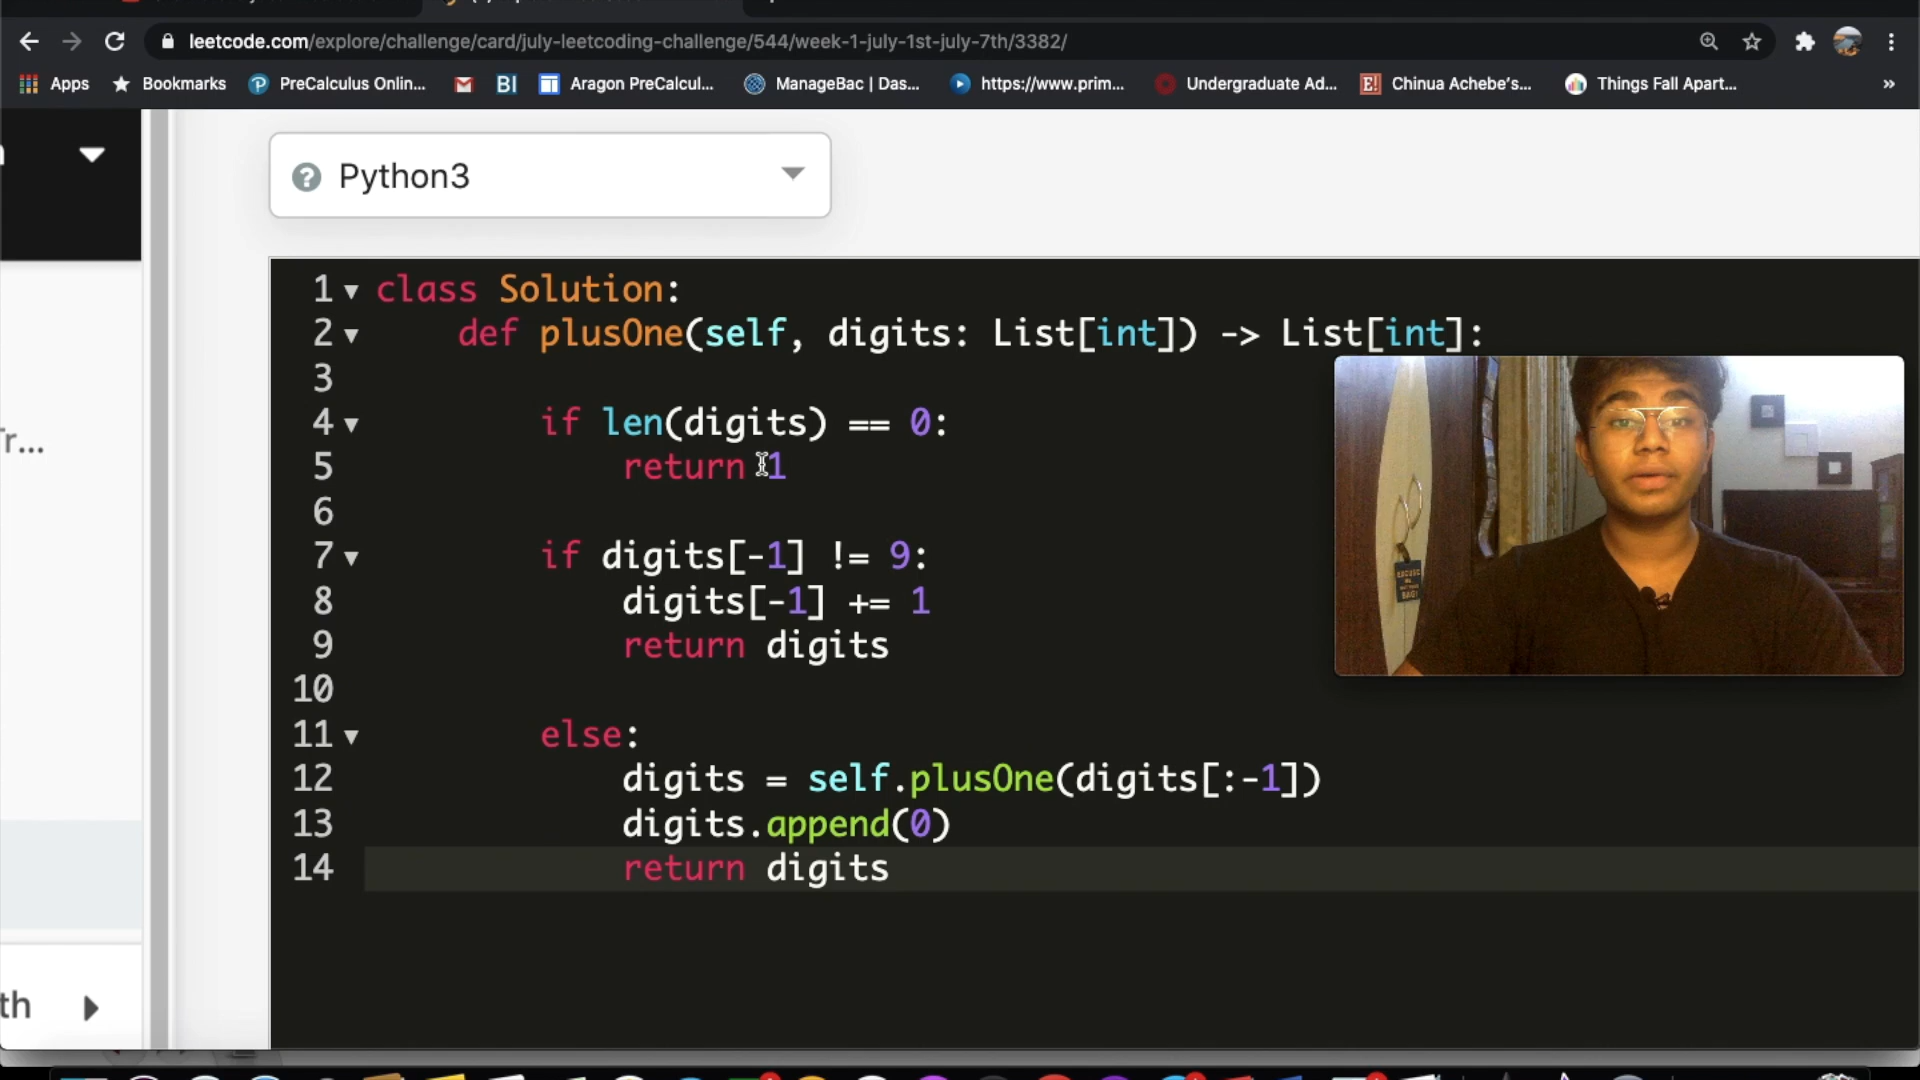 leetcode.com/explore/challenge/card/july-leetcoding-challenge/544/week-1-july-1st-july-7th/3382/
Apps Bookmarks PreCalculus Onlin... BI Aragon PreCalcul... ManageBac | Das... https://www.prim... Undergraduate Ad... E! Chinua Achebe's... Things Fall Apart... »
? Python3
1 class Solution:
2 def plusOne(self, digits: List[int]) -> List[int]:
3
4 if len(digits) == 0:
5 return 1
6
7 if digits[-1] != 9:
8 digits[-1] += 1
9 return digits
10
11 else:
12 digits = self.plusOne(digits[:-1])
13 digits.append(0)
14 return digits
Tr...
th